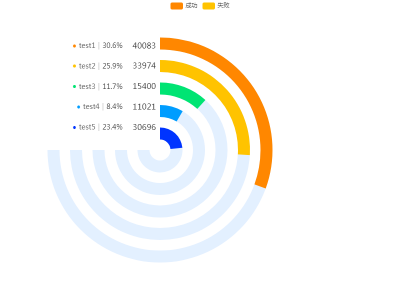 成功 失败
test1 | 30.6% 40083
test2 | 25.9% 33974
test3 | 11.7% 15400
test4 | 8.4% 11021
test5 | 23.4% 30696